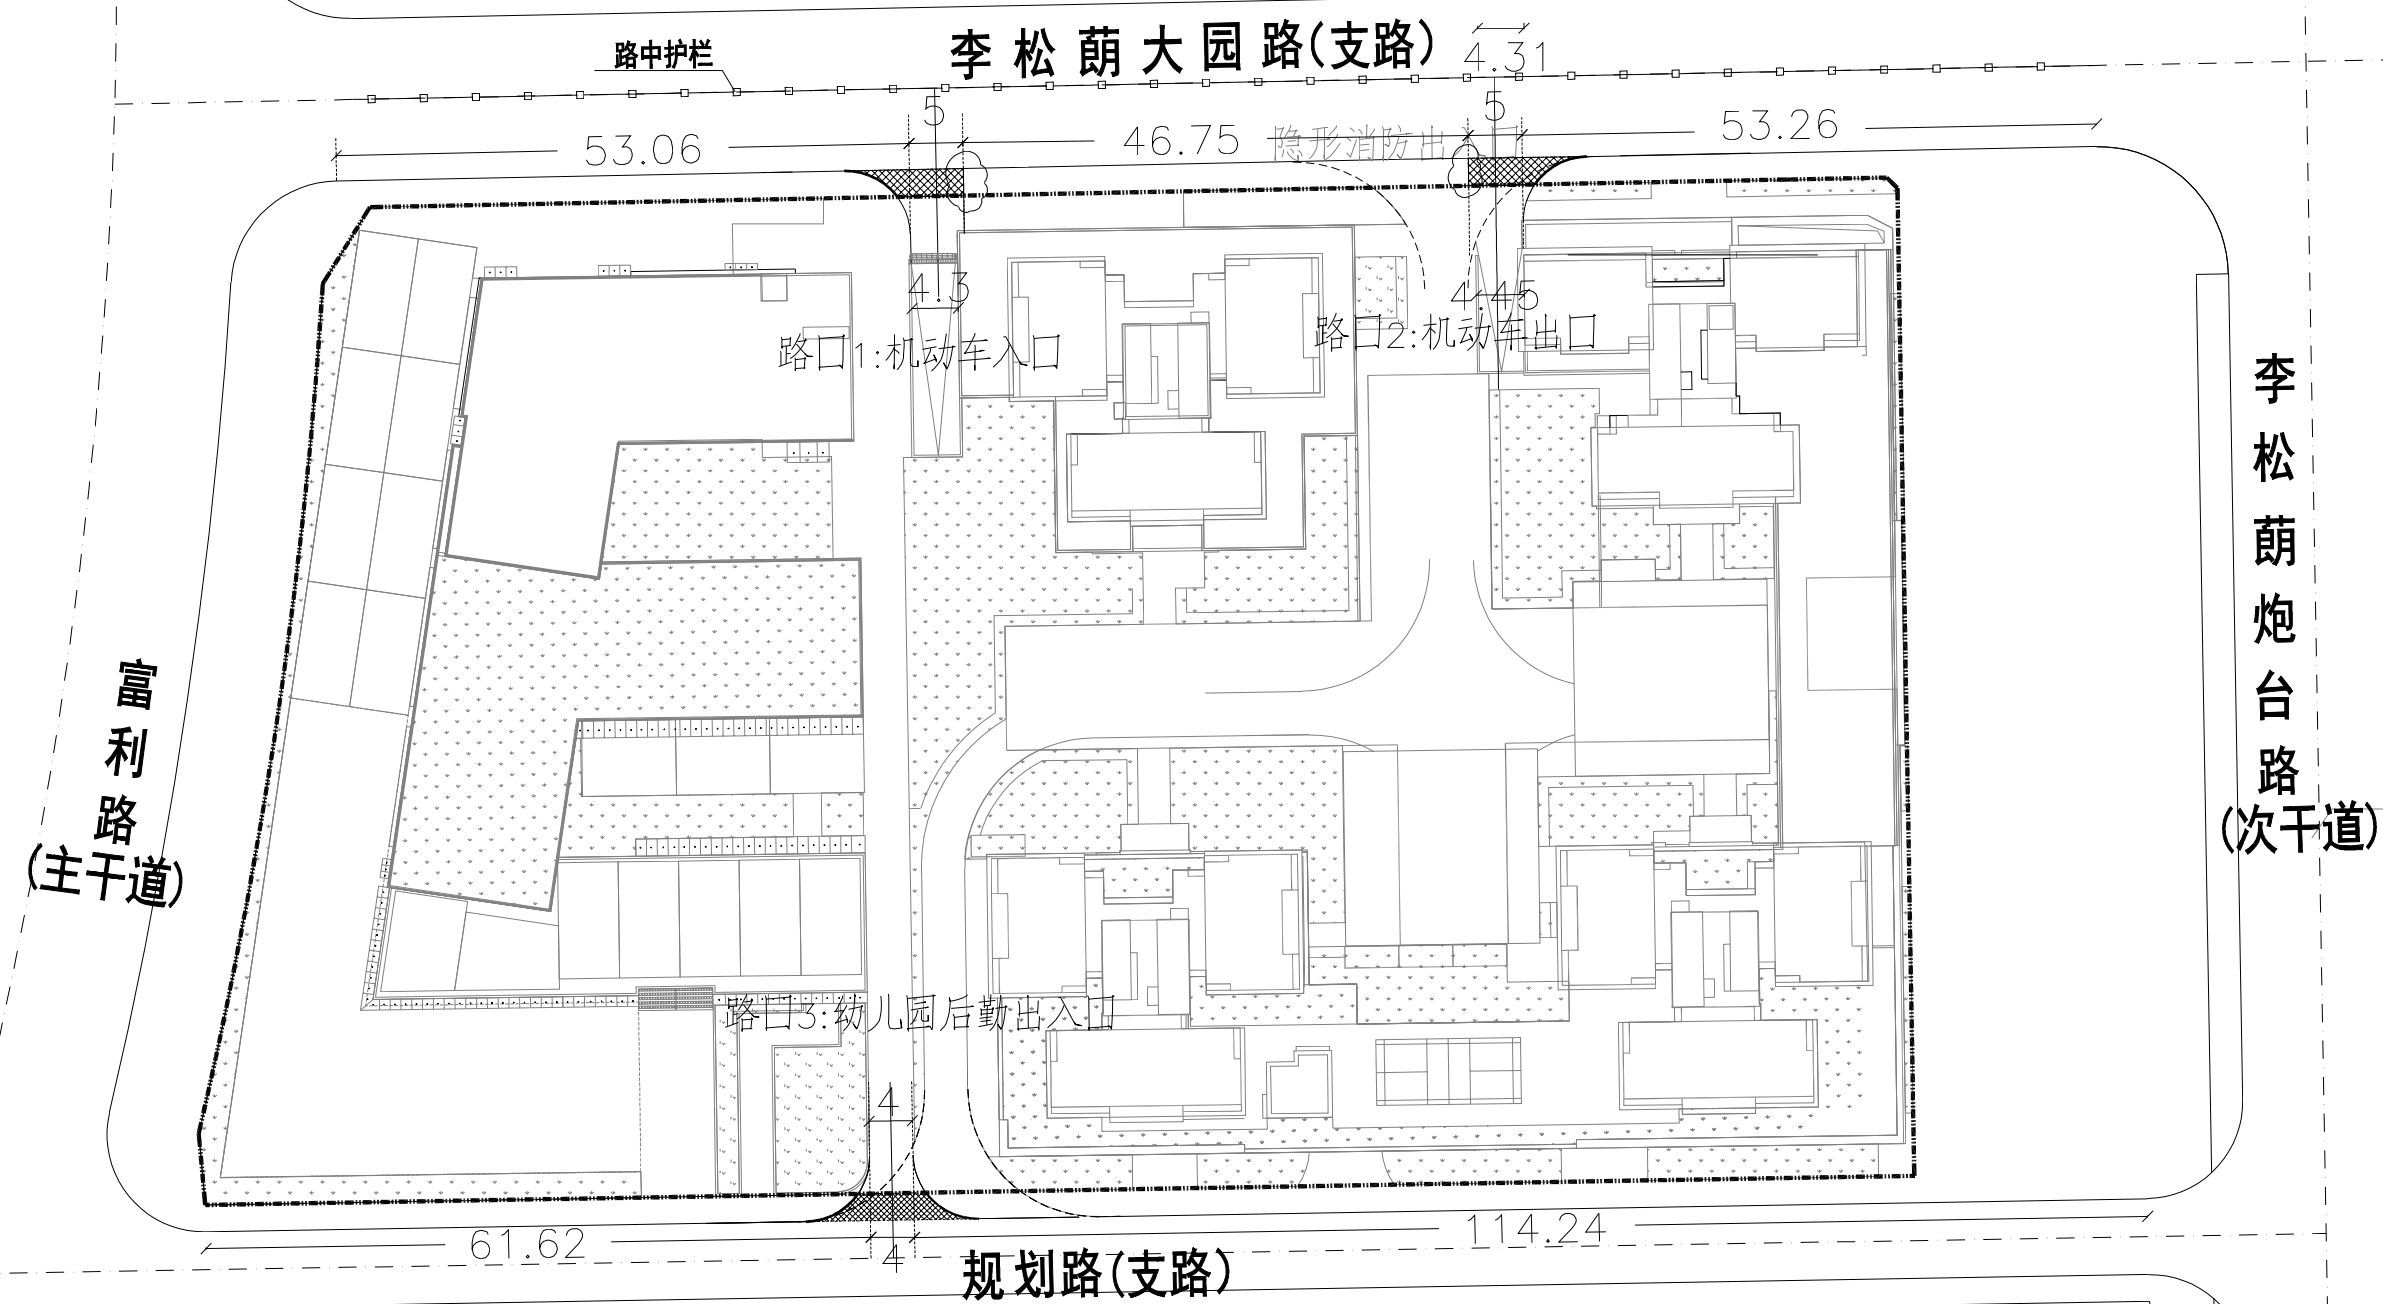 李松蓢大园路(支路)
4.31
路中护栏
5
5
53.06
46.75
隐形消防出入口
53.26
4.3
4.45
路口1:机动车入口
路口2:机动车出口
富利路
(主干道)
李松蓢炮台路
(次干道)
路口3:幼儿园后勤出入口
4
61.62
4
114.24
规划路(支路)